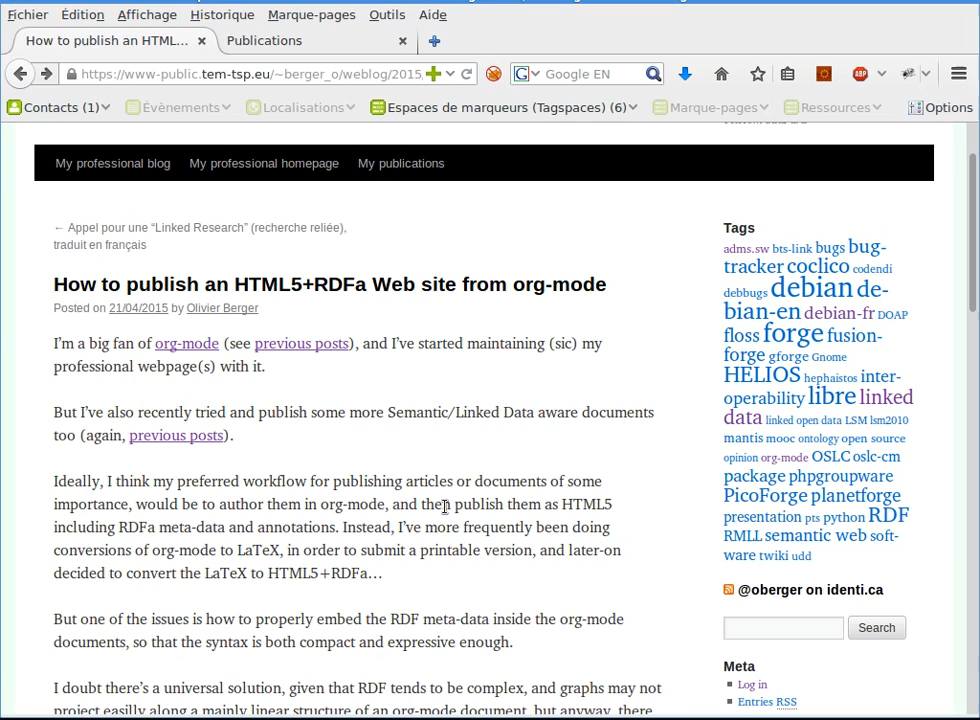 Fichier Édition Affichage Historique Marque-pages Outils Aide
How to publish an HTML... Publications
https://www-public.tem-tsp.eu/~berger_o/weblog/2015 Google EN ABP
Contacts (1) Évènements Localisations Espaces de marqueurs (Tagspaces) (6) Marque-pages Ressources Options
My professional blog My professional homepage My publications
← Appel pour une “Linked Research” (recherche reliée),
traduit en français
How to publish an HTML5+RDFa Web site from org-mode
Posted on 21/04/2015 by Olivier Berger
I’m a big fan of org-mode (see previous posts), and I’ve started maintaining (sic) my
professional webpage(s) with it.
But I’ve also recently tried and publish some more Semantic/Linked Data aware documents
too (again, previous posts).
Ideally, I think my preferred workflow for publishing articles or documents of some
importance, would be to author them in org-mode, and then publish them as HTML5
including RDFa meta-data and annotations. Instead, I’ve more frequently been doing
conversions of org-mode to LaTeX, in order to submit a printable version, and later-on
decided to convert the LaTeX to HTML5+RDFa…
But one of the issues is how to properly embed the RDF meta-data inside the org-mode
documents, so that the syntax is both compact and expressive enough.
I doubt there’s a universal solution, given that RDF tends to be complex, and graphs may not
project easilly along a mainly linear structure of an org-mode document, but anyway, there
Tags
adms.sw bts-link bugs bug-
tracker coclico codendi
debbugs debian de-
bian-en debian-fr DOAP
floss forge fusion-
forge gforge Gnome
HELIOS hephaistos inter-
operability libre linked
data linked open data LSM lsm2010
mantis mooc ontology open source
opinion org-mode OSLC oslc-cm
package phpgroupware
PicoForge planetforge
presentation pts python RDF
RMLL semantic web soft-
ware twiki udd
@oberger on identi.ca
Search
Meta
Log in
Entries RSS